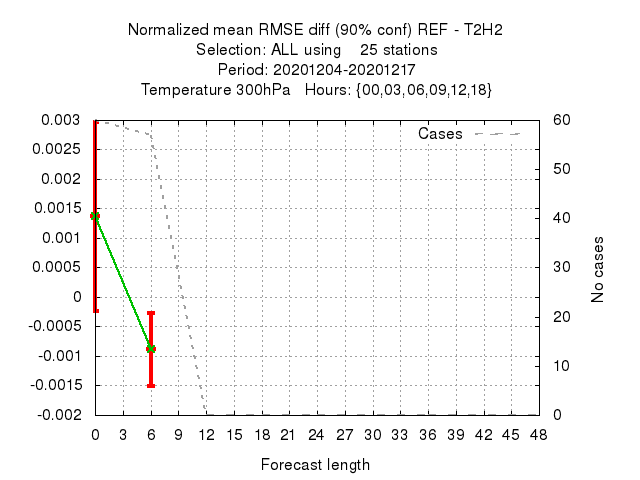 Normalized mean RMSE diff (90% conf) REF - T2H2
Selection: ALL using    25 stations
Period: 20201204-20201217
Temperature 300hPa   Hours: {00,03,06,09,12,18}
0.003
0.0025
0.002
0.0015
0.001
0.0005
0
-0.0005
-0.001
-0.0015
-0.002
Cases
60
50
40
30
20
10
0
No cases
0 3 6 9 12 15 18 21 24 27 30 33 36 39 42 45 48
Forecast length